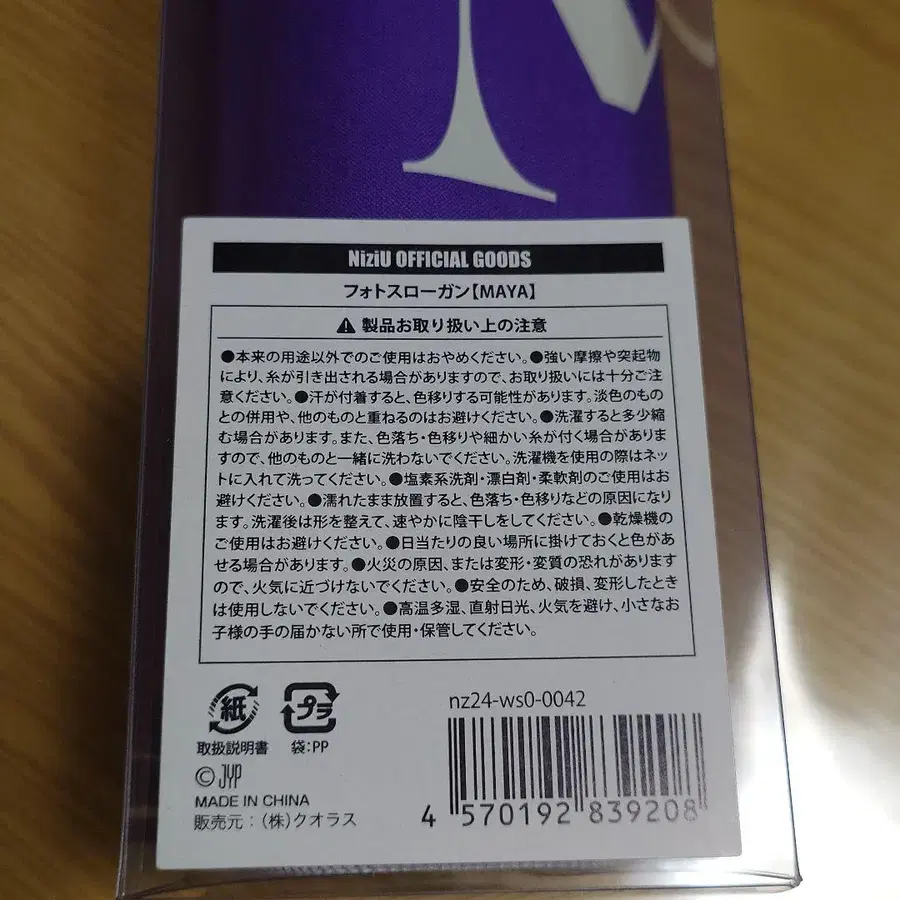 M
NiziU OFFICIAL GOODS
フォトスローガン【MAYA】
⚠ 製品お取り扱い上の注意
●本来の用途以外でのご使用はおやめください。●強い摩擦や突起物
により、糸が引き出される場合がありますので、お取り扱いには十分ご注
意ください。●汗が付着すると、色移りする可能性があります。淡色のもの
との併用や、他のものと重ねるのはお避けください。●洗濯すると多少縮
む場合があります。また、色落ち・色移りや細かい糸が付く場合がありま
すので、他のものと一緒に洗わないでください。洗濯機を使用の際はネッ
トに入れて洗ってください。●塩素系洗剤・漂白剤・柔軟剤のご使用はお
避けください。●濡れたまま放置すると、色落ち・色移りなどの原因になり
ます。洗濯後は形を整えて、速やかに陰干しをしてください。●乾燥機の
ご使用はお避けください。●日当たりの良い場所に掛けておくと色があ
せる場合があります。●火災の原因、または変形・変質の恐れがあります
ので、火気に近づけないでください。●安全のため、破損、変形したとき
は使用しないでください。●高温多湿、直射日光、火気を避け、小さなお
子様の手の届かない所で使用・保管してください。
紙
取扱説明書
プラ
袋:PP
© JYP
MADE IN CHINA
販売元:(株)クオラス
nz24-ws0-0042
4 570192 839208